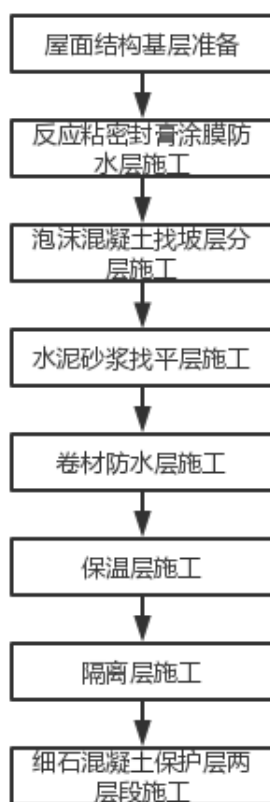 屋面结构基层准备
反应粘密封膏涂膜防
水层施工
泡沫混凝土找坡层分
层施工
水泥砂浆找平层施工
卷材防水层施工
保温层施工
隔离层施工
细石混凝土保护层两
层段施工